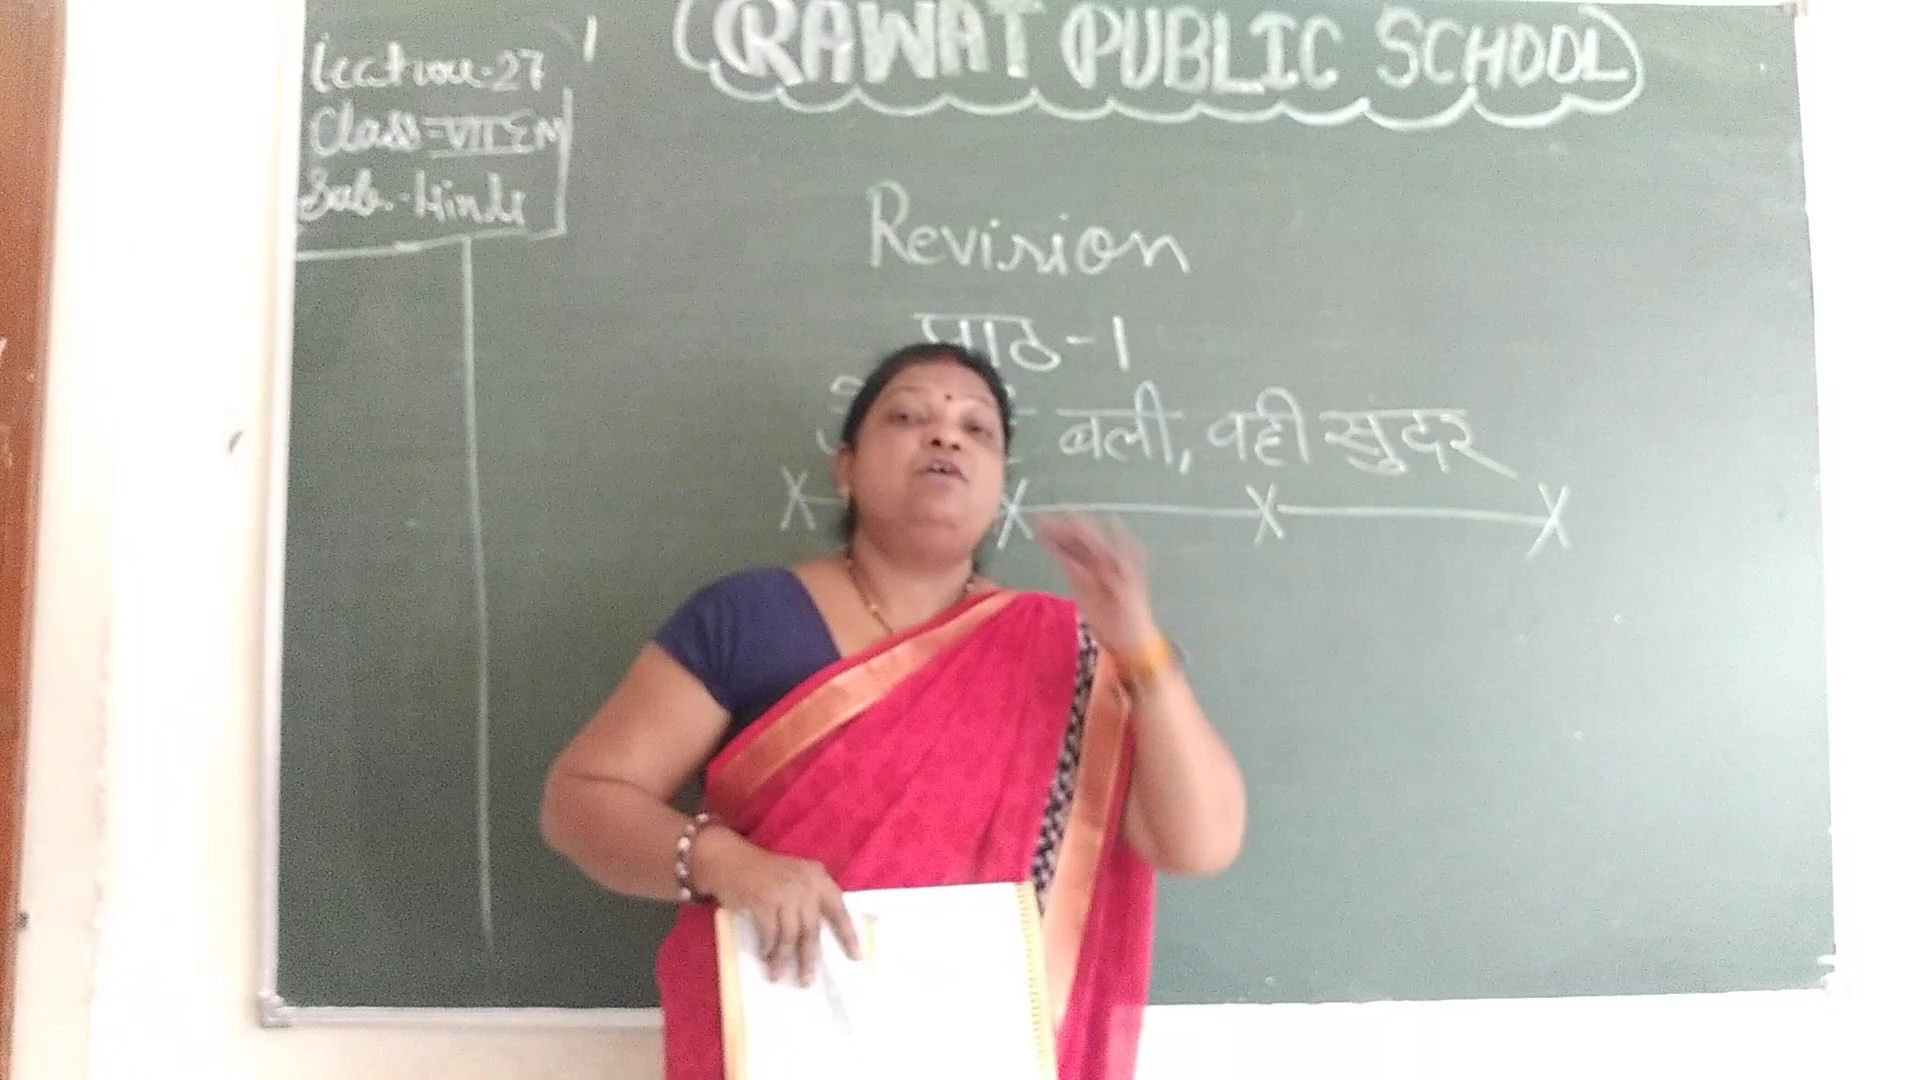 RAWAT PUBLIC SCHOOL
Lecture-27
Class=VII EM
Sub.-Hindi
Revision
पाठ-1
बली, वही सुंदर
X X X X